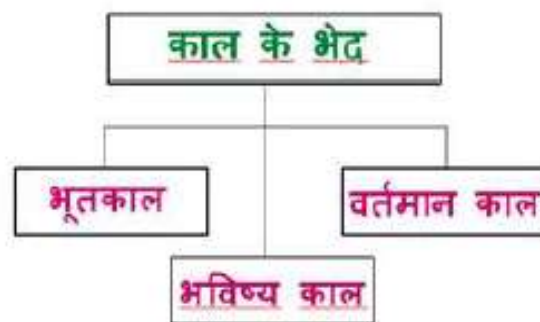 काल के भेद
भूतकाल
वर्तमान काल
भविष्य काल